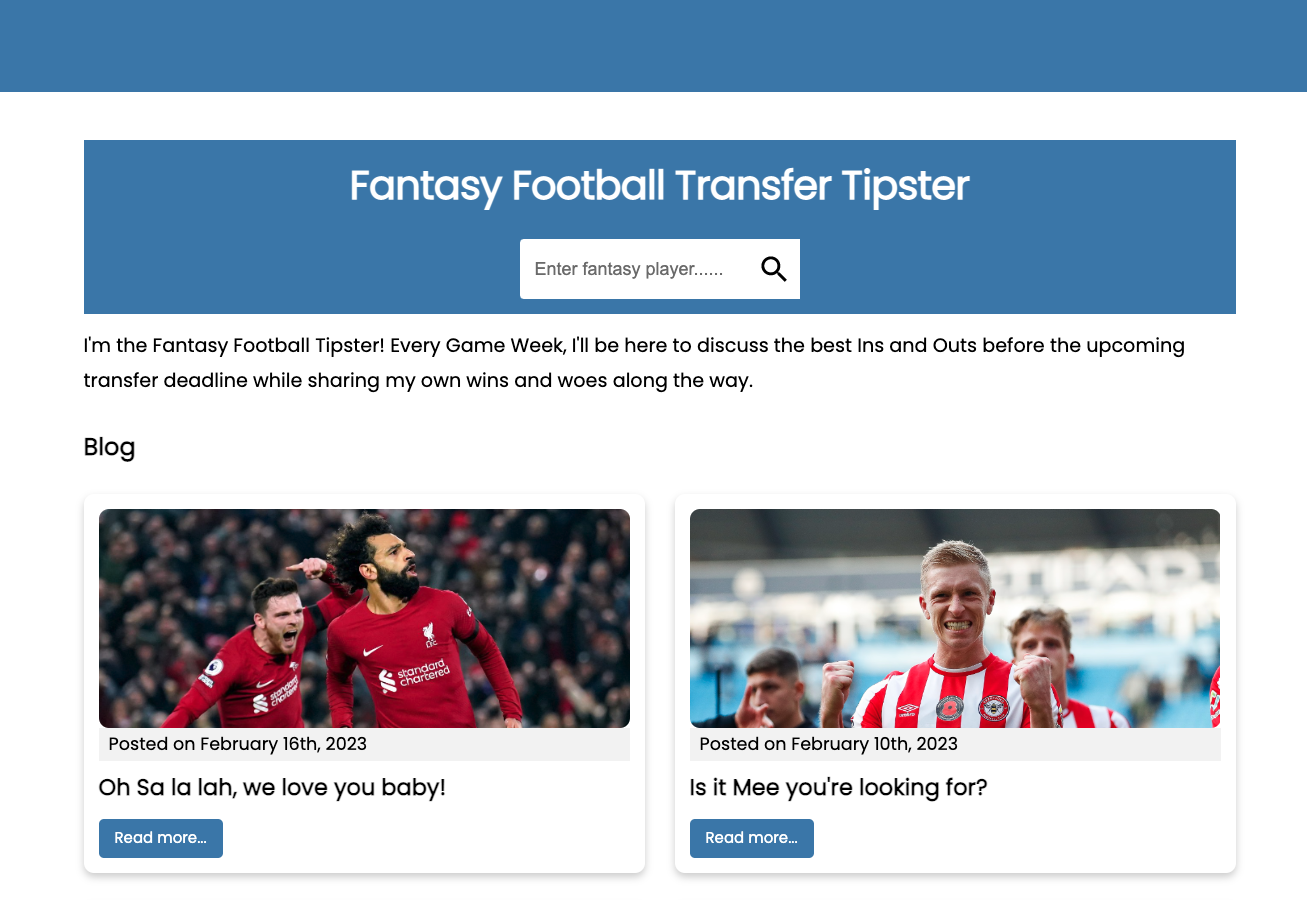 Fantasy Football Transfer Tipster
Enter fantasy player......
I'm the Fantasy Football Tipster! Every Game Week, I'll be here to discuss the best Ins and Outs before the upcoming
transfer deadline while sharing my own wins and woes along the way.
Blog
standard
chartered
L.F.C.
standard
chartered
Posted on February 16th, 2023
Oh Sa la lah, we love you baby!
Read more...
umbro
Posted on February 10th, 2023
Is it Mee you're looking for?
Read more...